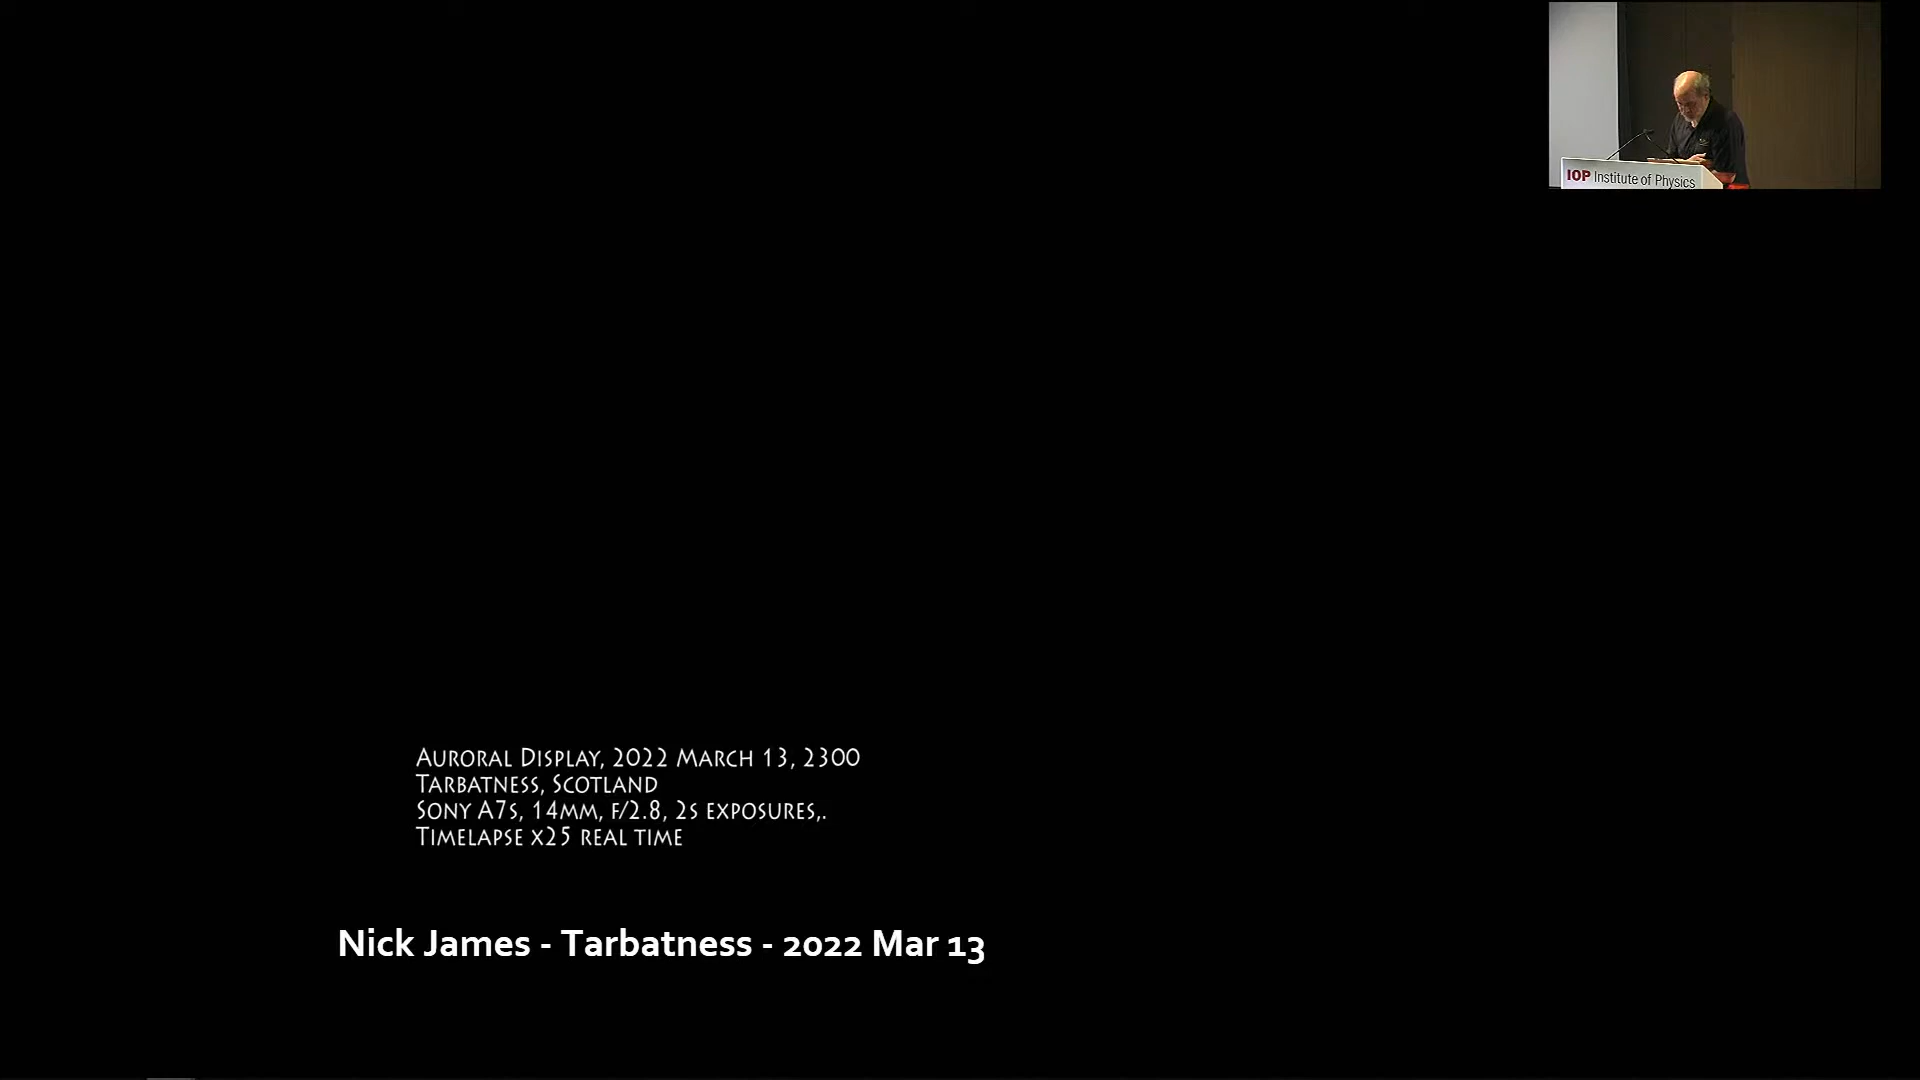 IOP Institute of Physics
Auroral Display, 2022 March 13, 2300
Tarbatness, Scotland
Sony A7s, 14mm, f/2.8, 2s exposures,.
Timelapse x25 real time
Nick James - Tarbatness - 2022 Mar 13